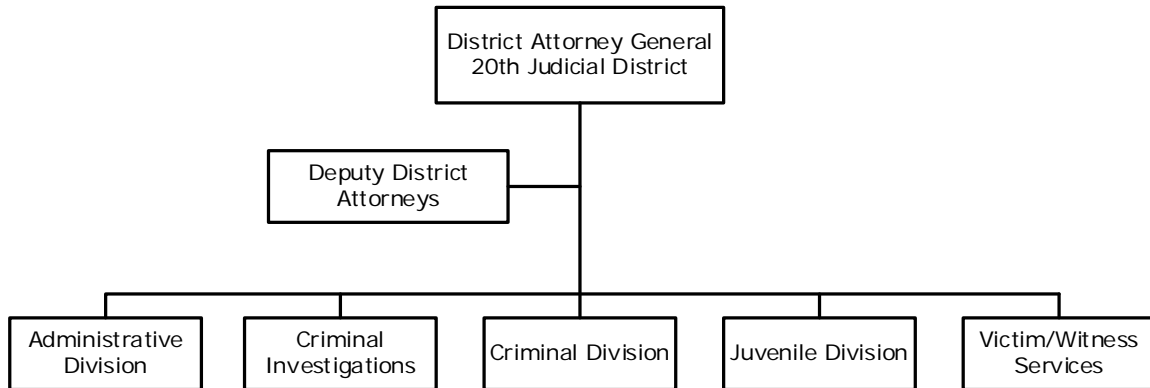 District Attorney General
20th Judicial District
Deputy District
Attorneys
Administrative
Division
Criminal
Investigations
Criminal Division
Juvenile Division
Victim/Witness
Services